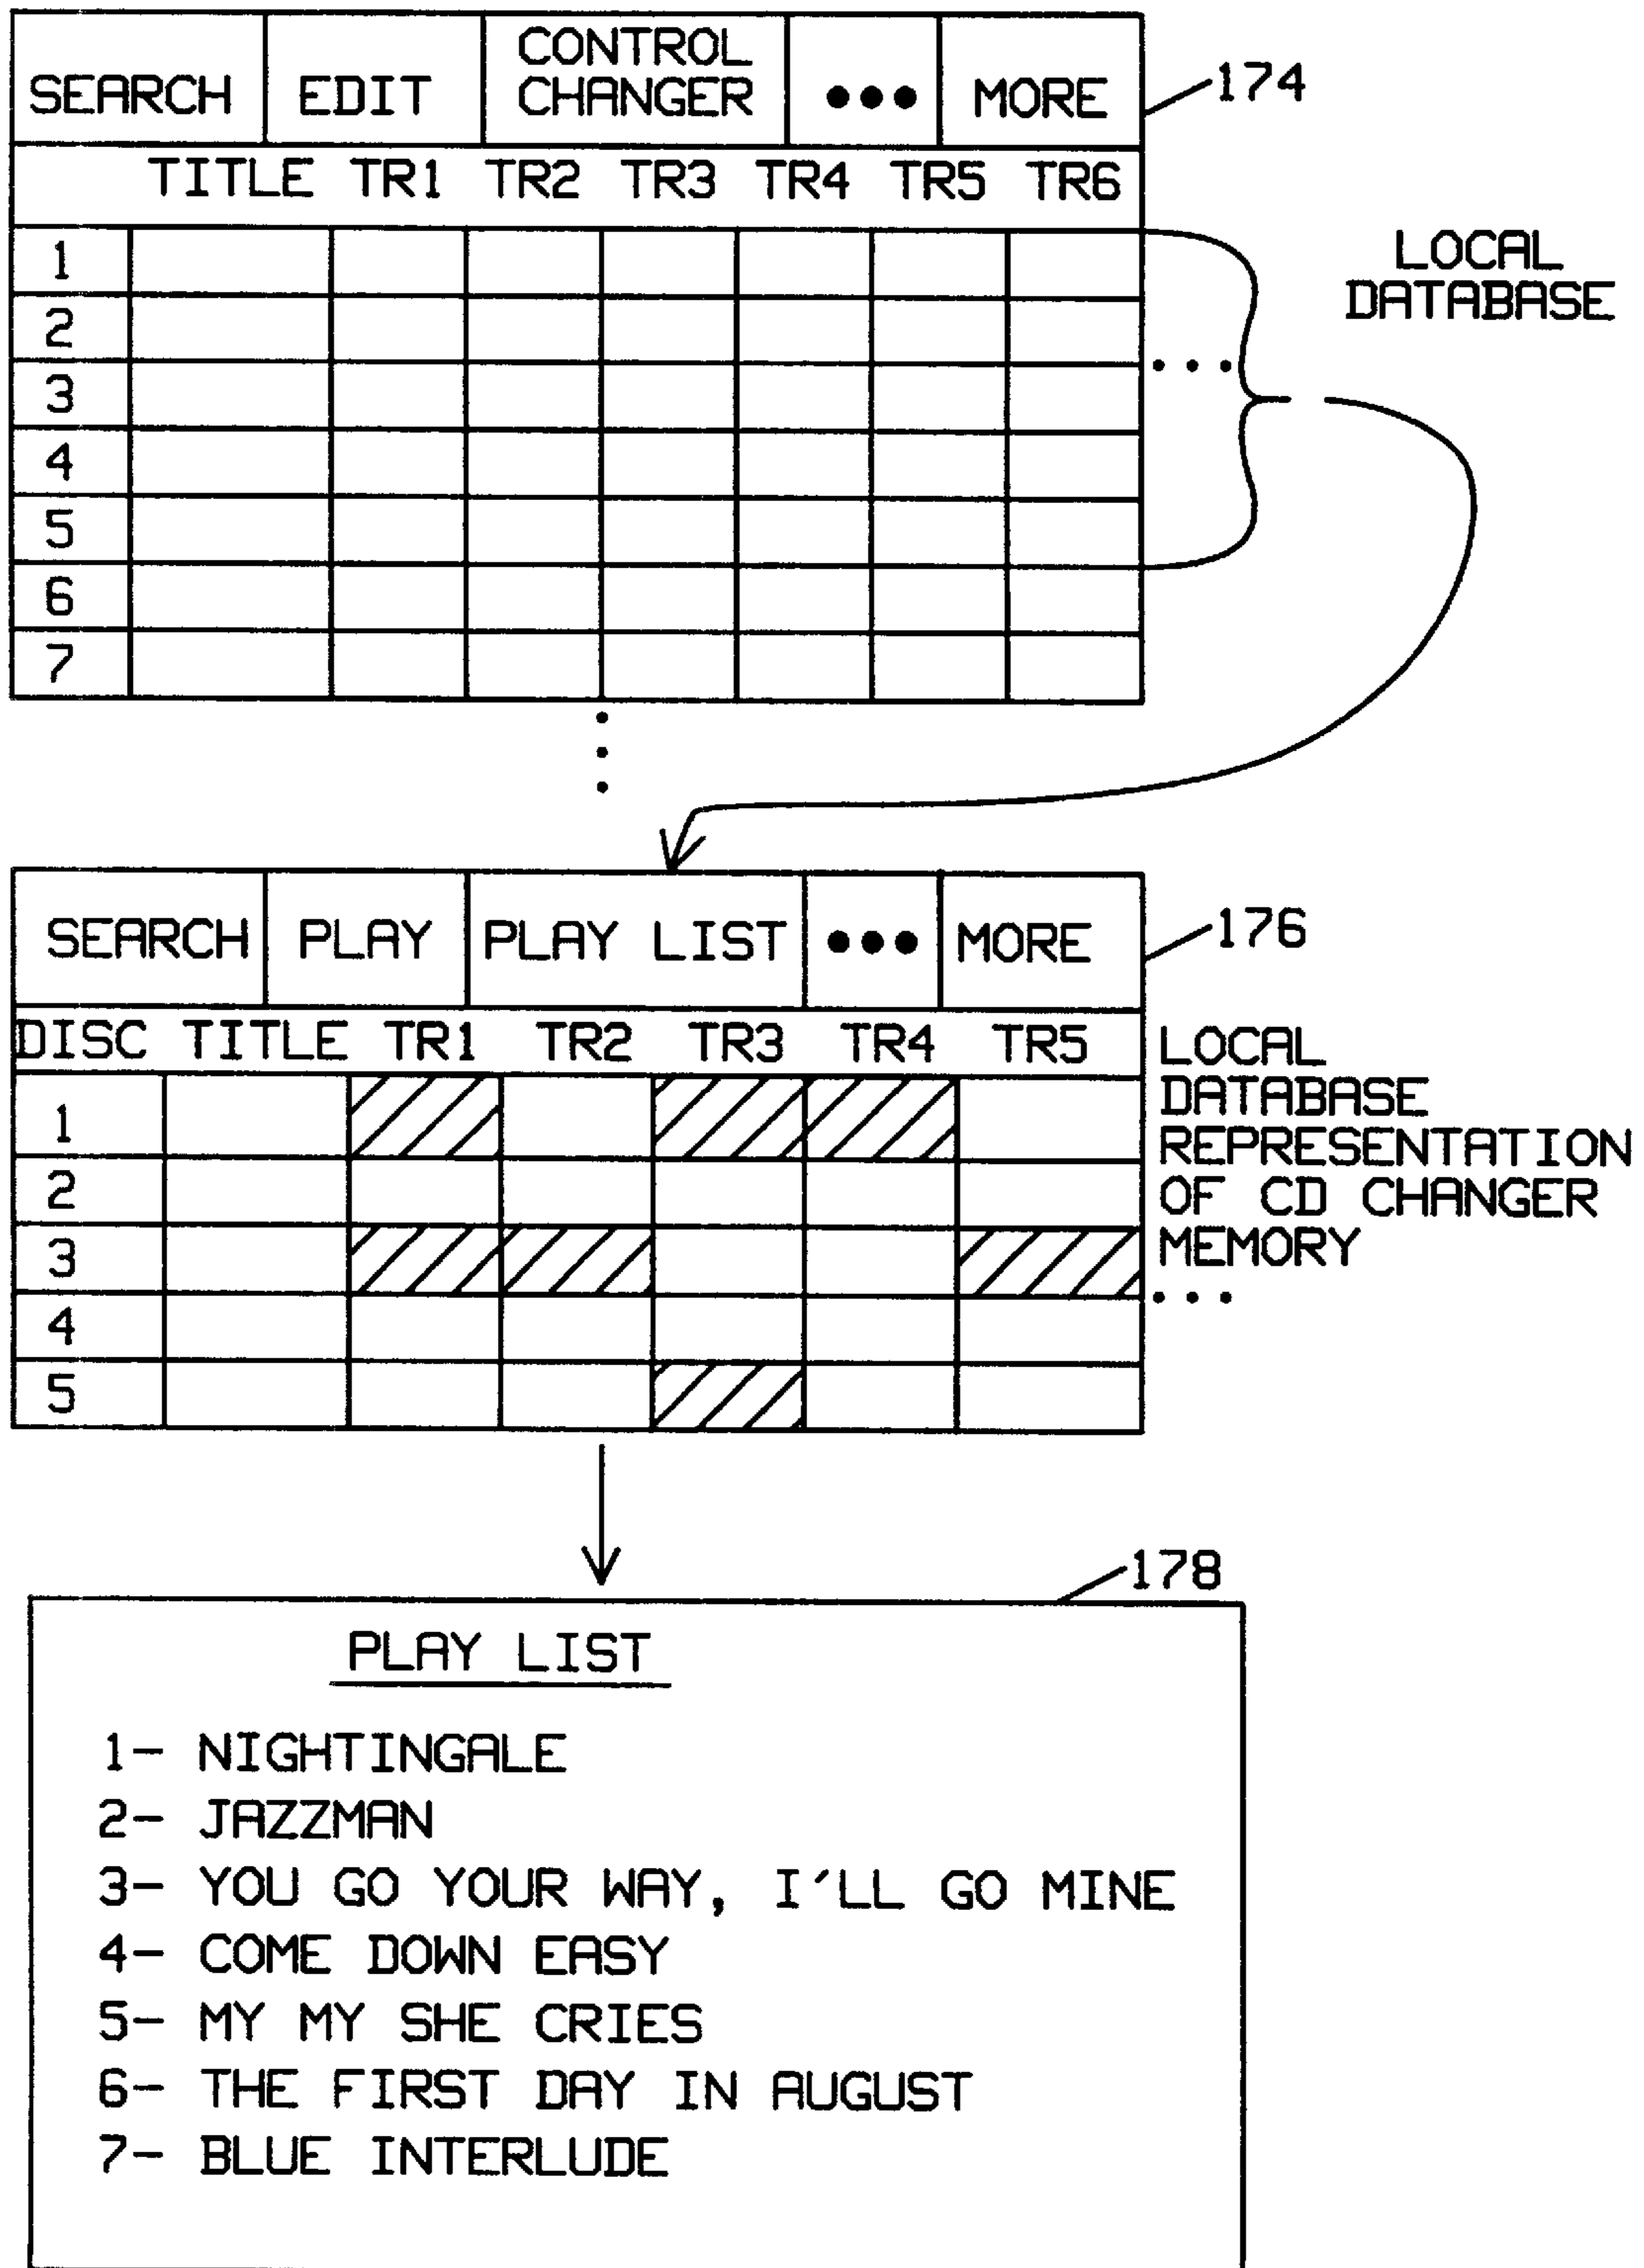 SEARCH EDIT CONTROL CHANGER ••• MORE
174
TITLE TR1 TR2 TR3 TR4 TR5 TR6
1
2
3
4
5
6
7
LOCAL
DATABASE
SEARCH PLAY PLAY LIST ••• MORE
176
DISC TITLE TR1 TR2 TR3 TR4 TR5
1
2
3
4
5
LOCAL
DATABASE
REPRESENTATION
OF CD CHANGER
MEMORY
178
PLAY LIST
1- NIGHTINGALE
2- JAZZMAN
3- YOU GO YOUR WAY, I'LL GO MINE
4- COME DOWN EASY
5- MY MY SHE CRIES
6- THE FIRST DAY IN AUGUST
7- BLUE INTERLUDE